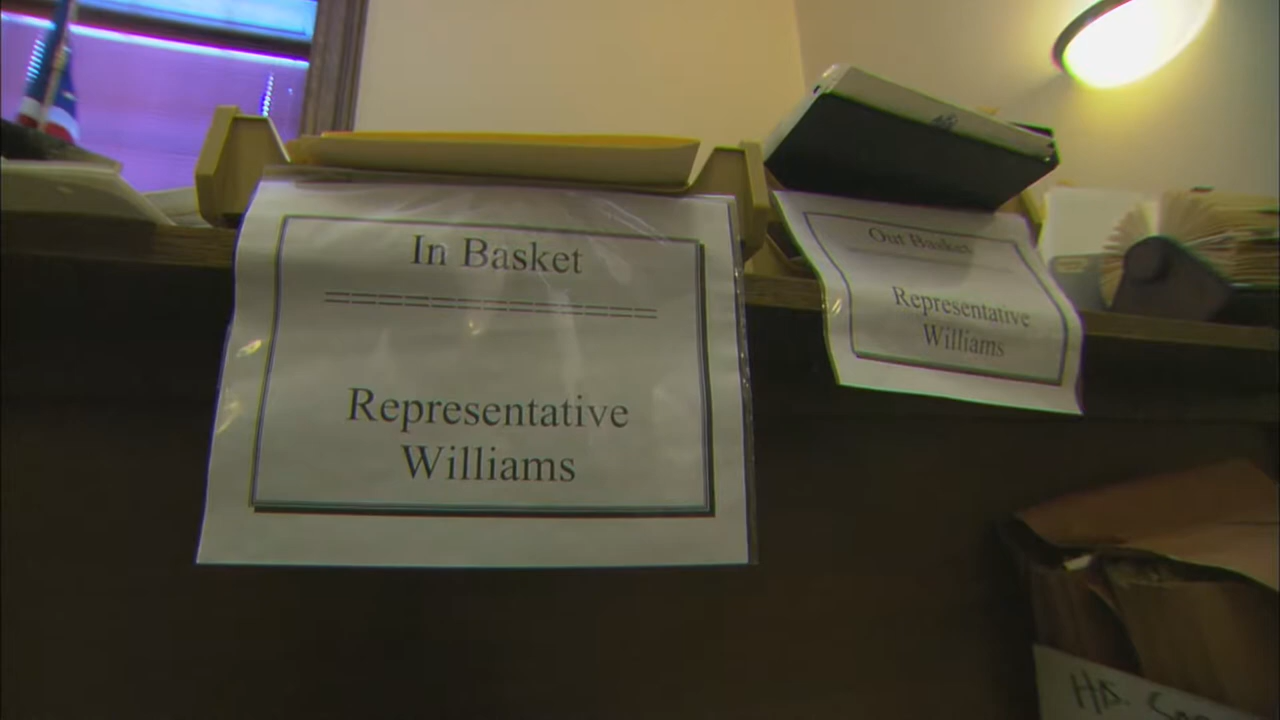 In Basket
Representative
Williams
Out Basket
Representative
Williams